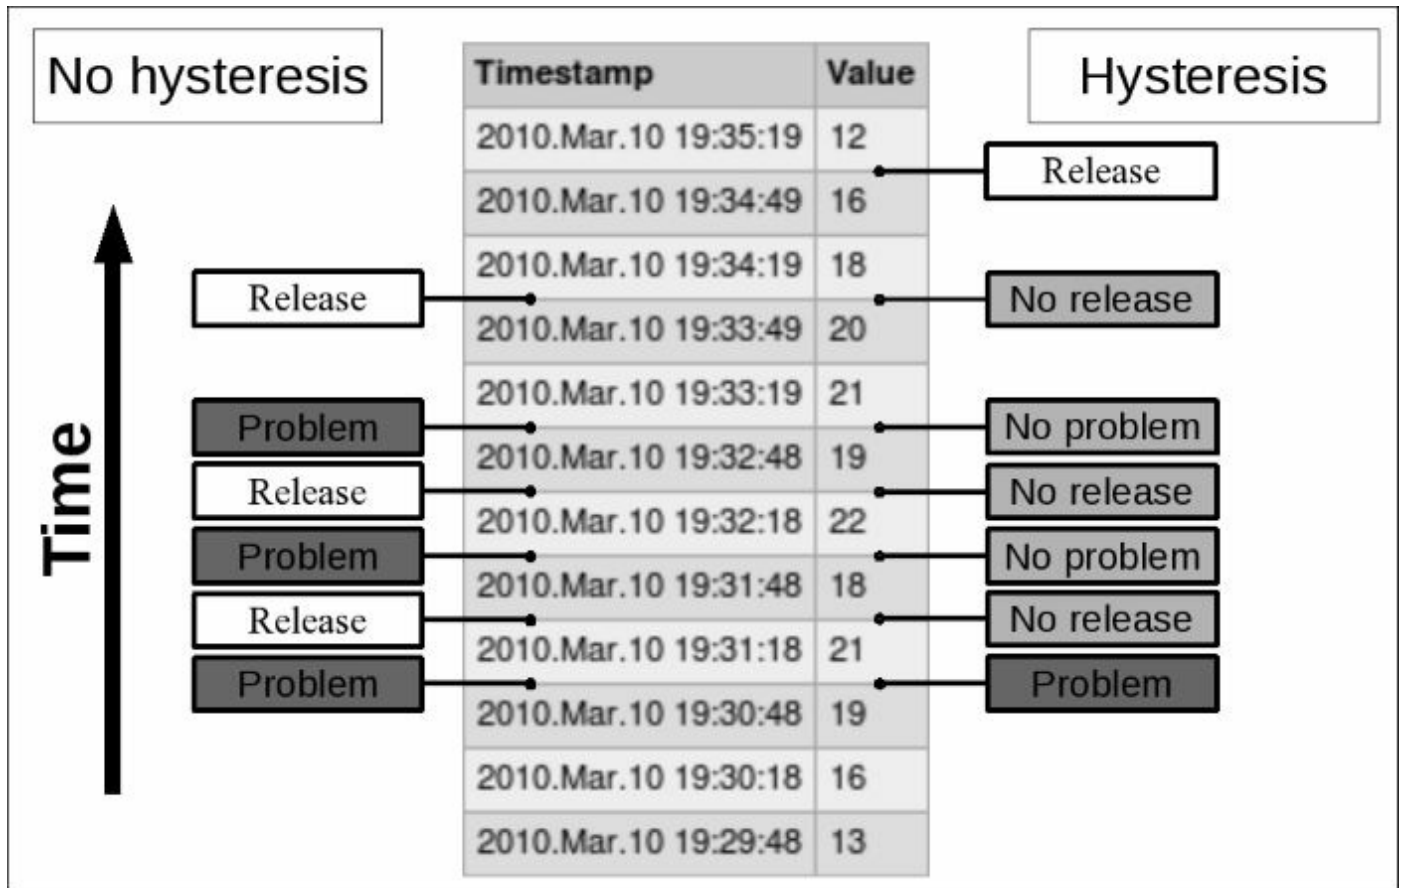 No hysteresis
Hysteresis
Timestamp Value
2010.Mar.10 19:35:19 12
Release
2010.Mar.10 19:34:49 16
2010.Mar.10 19:34:19 18
Release
No release
2010.Mar.10 19:33:49 20
2010.Mar.10 19:33:19 21
Problem
No problem
2010.Mar.10 19:32:48 19
Release
No release
2010.Mar.10 19:32:18 22
Problem
No problem
2010.Mar.10 19:31:48 18
Release
No release
2010.Mar.10 19:31:18 21
Problem
Problem
2010.Mar.10 19:30:48 19
2010.Mar.10 19:30:18 16
2010.Mar.10 19:29:48 13
Time